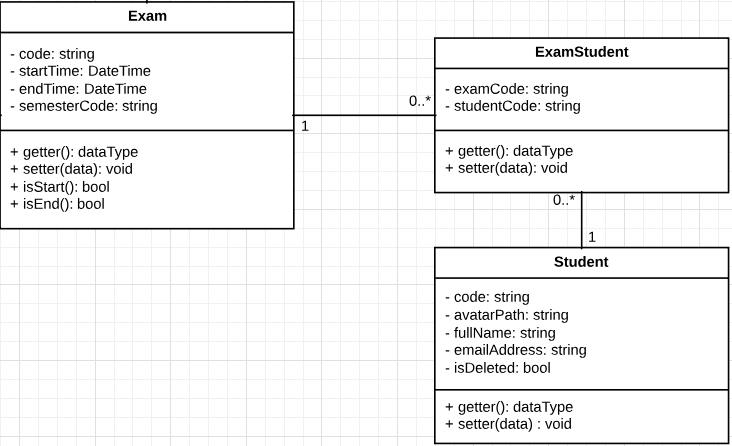 Exam
- code: string
- startTime: DateTime
- endTime: DateTime
- semesterCode: string
+ getter(): dataType
+ setter(data): void
+ isStart(): bool
+ isEnd(): bool
1
0..*
ExamStudent
- examCode: string
- studentCode: string
+ getter(): dataType
+ setter(data): void
0..*
1
Student
- code: string
- avatarPath: string
- fullName: string
- emailAddress: string
- isDeleted: bool
+ getter(): dataType
+ setter(data) : void